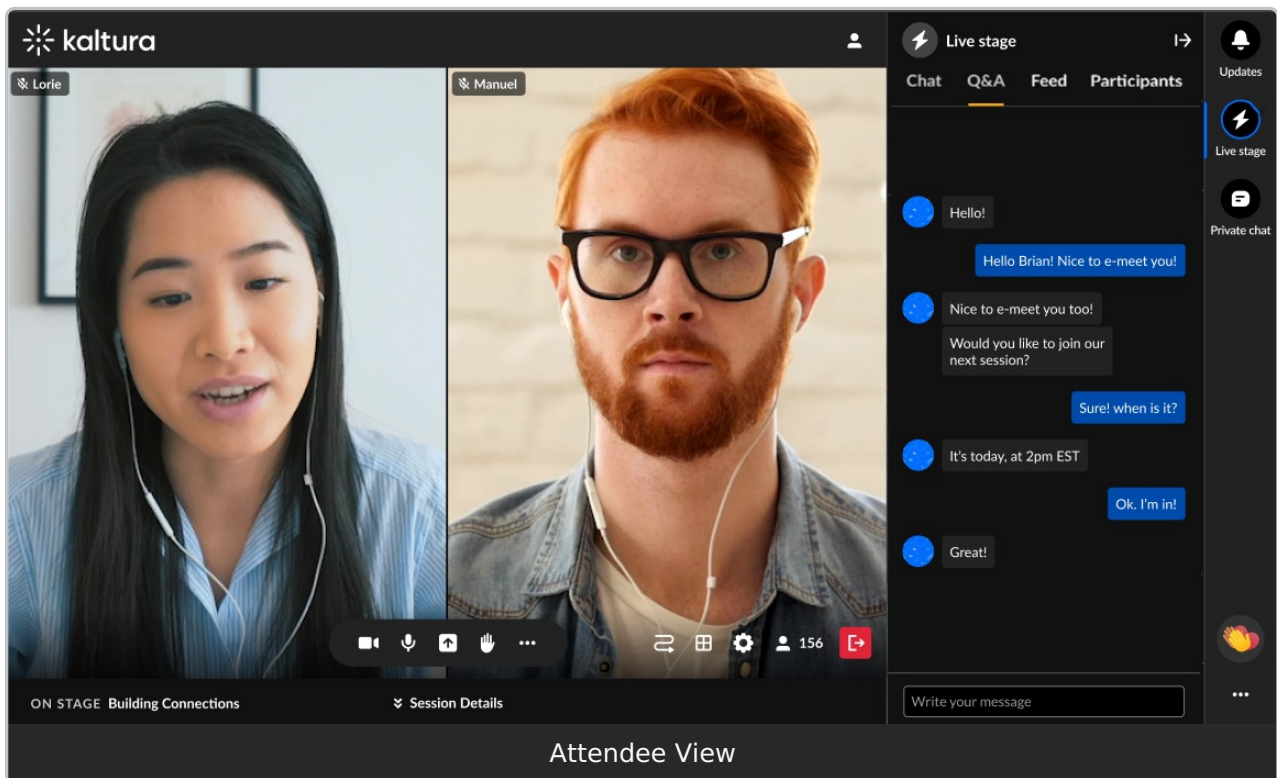 kaltura
Lorie
Manuel
Live stage
Chat Q&A Feed Participants
Hello!
Hello Brian! Nice to e-meet you!
Nice to e-meet you too!
Would you like to join our
next session?
Sure! when is it?
It's today, at 2pm EST
Ok. I'm in!
Great!
Write your message
Updates
Live stage
Private chat
156
ON STAGE Building Connections
Session Details
Attendee View